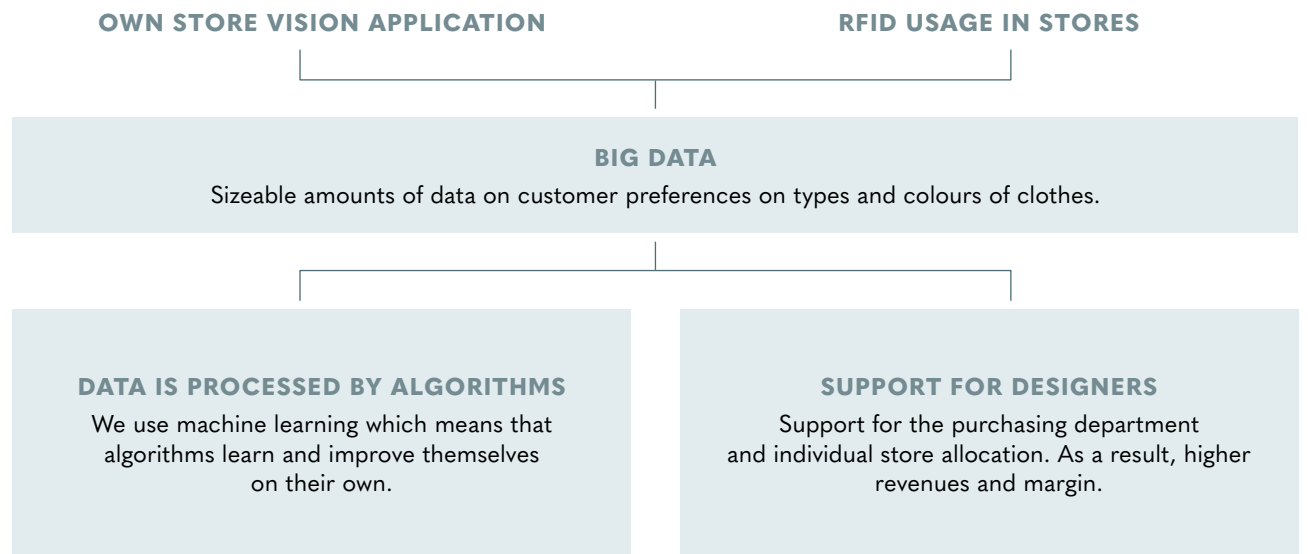 OWN STORE VISION APPLICATION
RFID USAGE IN STORES
BIG DATA
Sizeable amounts of data on customer preferences on types and colours of clothes.
DATA IS PROCESSED BY ALGORITHMS
We use machine learning which means that
algorithms learn and improve themselves
on their own.
SUPPORT FOR DESIGNERS
Support for the purchasing department
and individual store allocation. As a result, higher
revenues and margin.